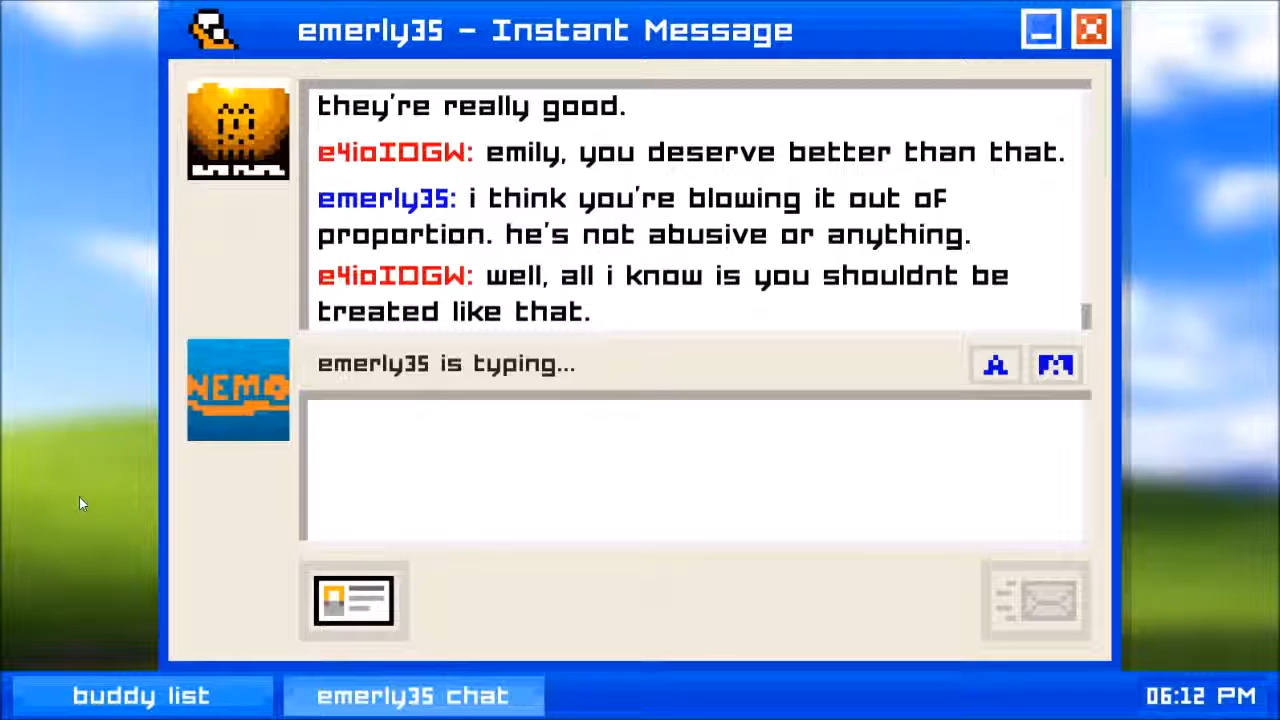 emerly35 - Instant Message
they're really good.
e4ioIOGW: emily, you deserve better than that.
emerly35: i think you're blowing it out of
proportion. he's not abusive or anything.
e4ioIOGW: well, all i know is you shouldnt be
treated like that.
emerly35 is typing...
A A
NEMO
buddy list
emerly35 chat
06:12 PM